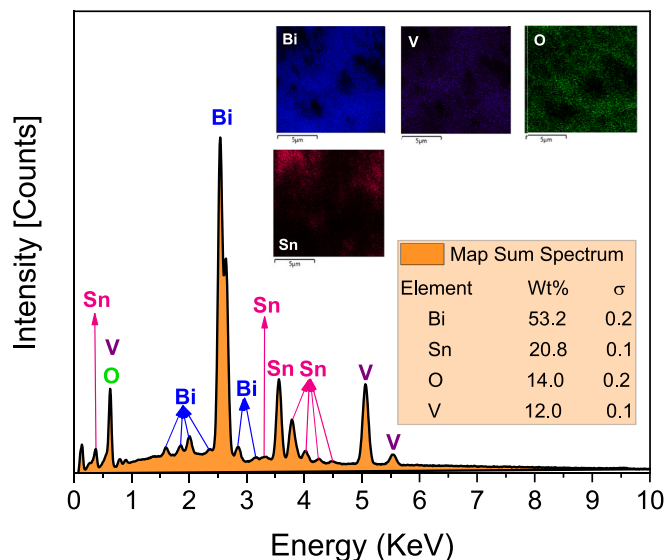 Bi
V
O
5μm
5μm
5μm
Sn
5μm
Bi
Sn
V
O
Bi
Bi
Sn
Sn
Sn
V
V
Map Sum Spectrum
Element Wt% σ
Bi 53.2 0.2
Sn 20.8 0.1
O 14.0 0.2
V 12.0 0.1
Intensity [Counts]
0 1 2 3 4 5 6 7 8 9 10
Energy (KeV)